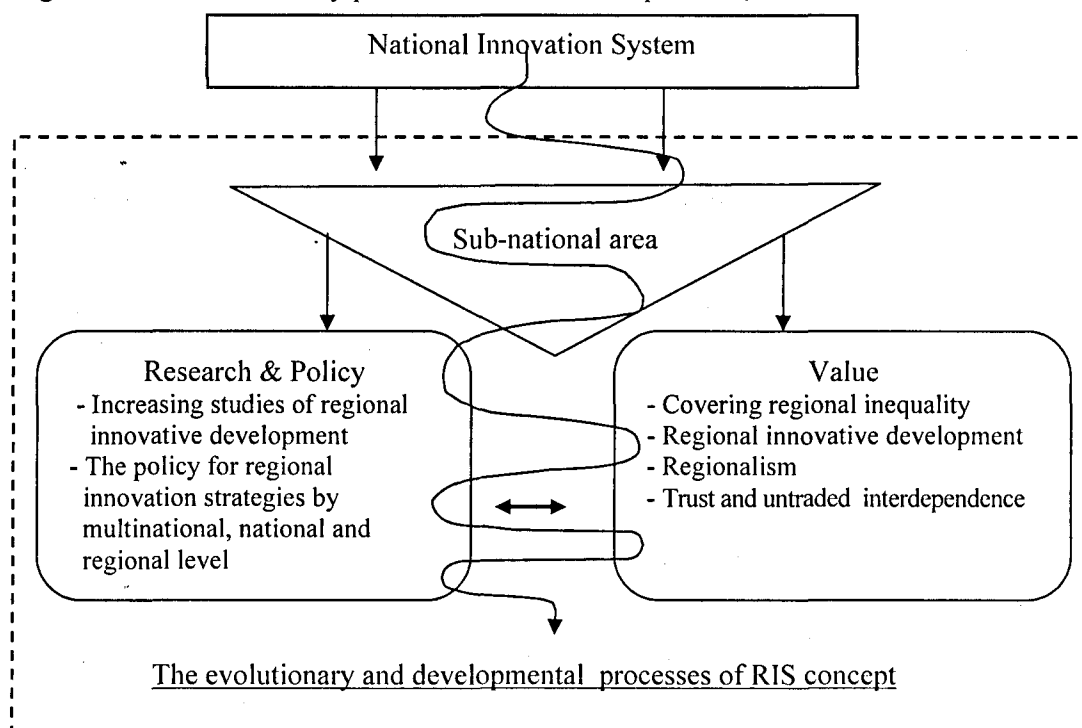 National Innovation System
Sub-national area
Research & Policy
- Increasing studies of regional
innovative development
- The policy for regional
innovation strategies by
multinational, national and
regional level
Value
- Covering regional inequality
- Regional innovative development
- Regionalism
- Trust and untraded interdependence
The evolutionary and developmental processes of RIS concept